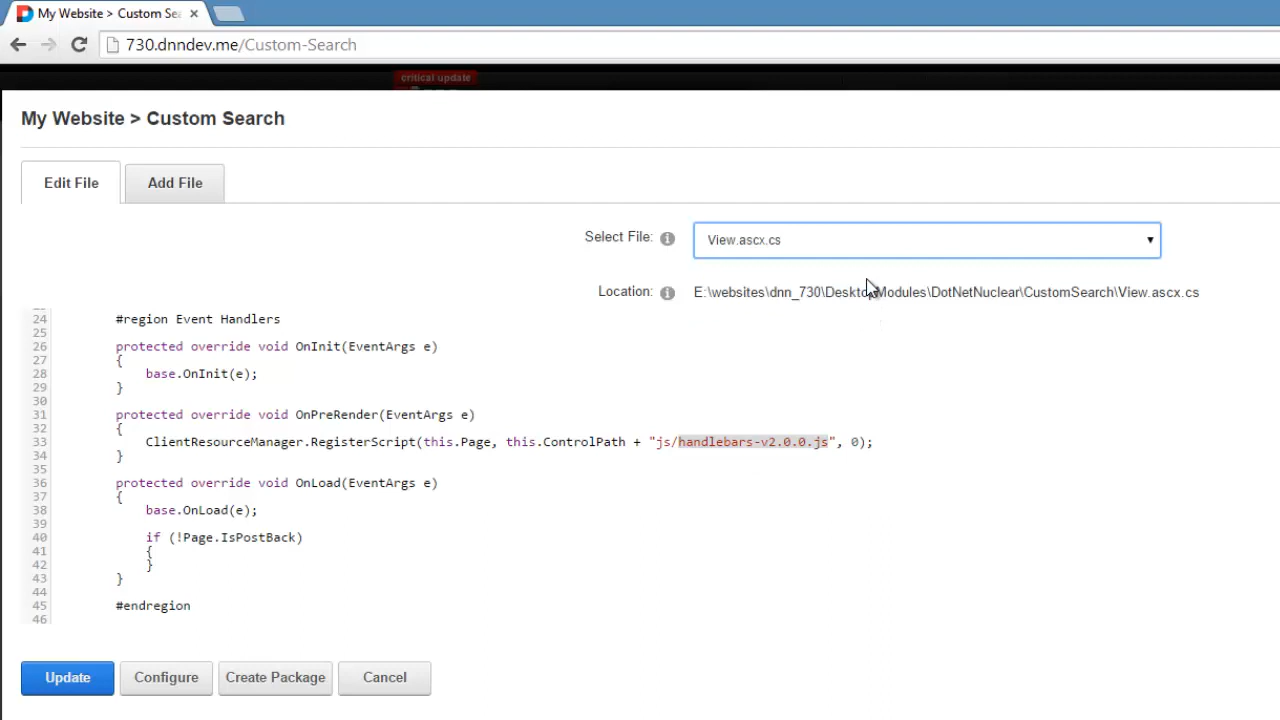 My Website > Custom Sea
730.dnndev.me/Custom-Search
critical update
My Website > Custom Search
Edit File
Add File
Select File:
View.ascx.cs
Location:
E:\websites\dnn_730\DesktopModules\DotNetNuclear\CustomSearch\View.ascx.cs
24 #region Event Handlers
25
26 protected override void OnInit(EventArgs e)
27 {
28 base.OnInit(e);
29 }
30
31 protected override void OnPreRender(EventArgs e)
32 {
33 ClientResourceManager.RegisterScript(this.Page, this.ControlPath + "js/handlebars-v2.0.0.js", 0);
34 }
35
36 protected override void OnLoad(EventArgs e)
37 {
38 base.OnLoad(e);
39
40 if (!Page.IsPostBack)
41 {
42 }
43 }
44
45 #endregion
46
Update
Configure
Create Package
Cancel